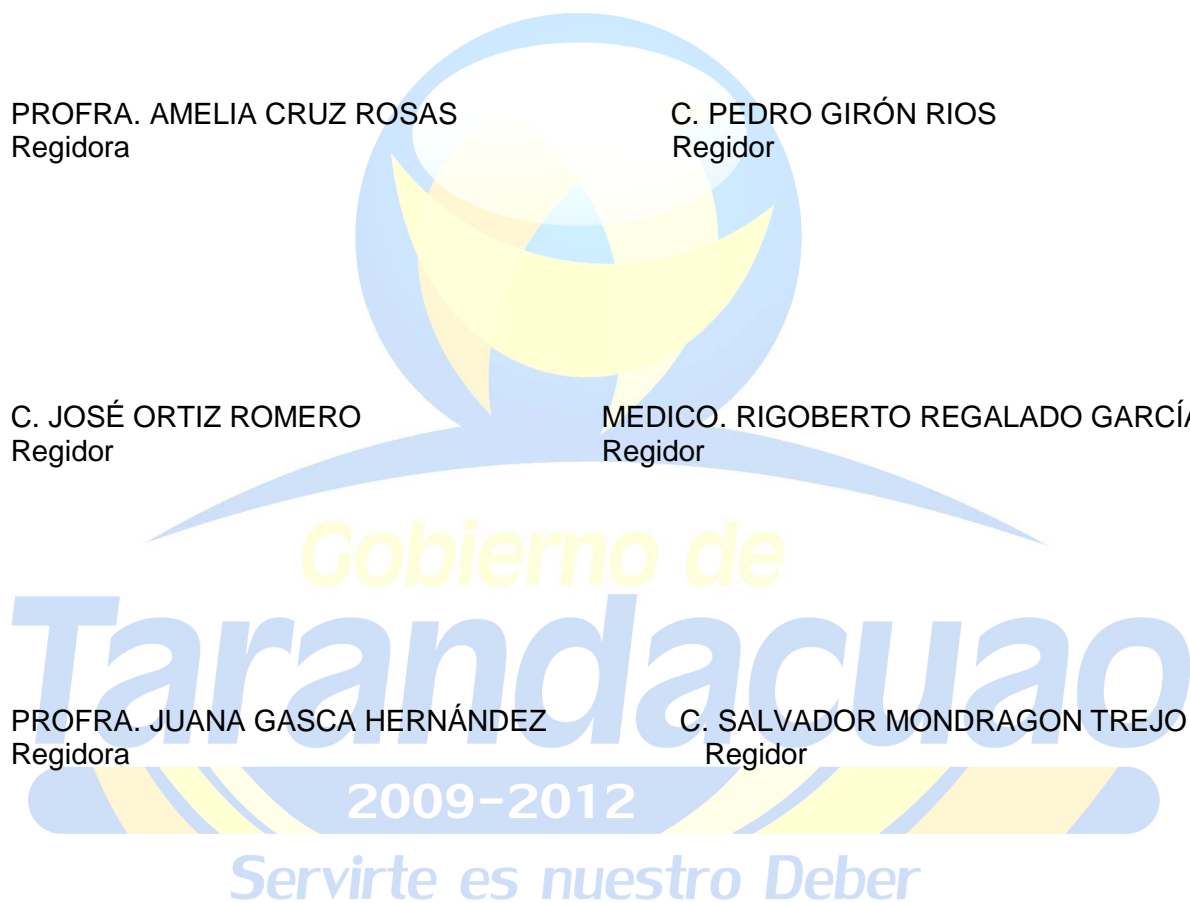 PROFRA. AMELIA CRUZ ROSAS C. PEDRO GIRÓN RIOS
Regidora Regidor
C. JOSÉ ORTIZ ROMERO MEDICO. RIGOBERTO REGALADO GARCÍA
Regidor Regidor
Gobierno de
Tarandacuao
PROFRA. JUANA GASCA HERNÁNDEZ C. SALVADOR MONDRAGON TREJO
Regidora Regidor
2009-2012
Servirte es nuestro Deber